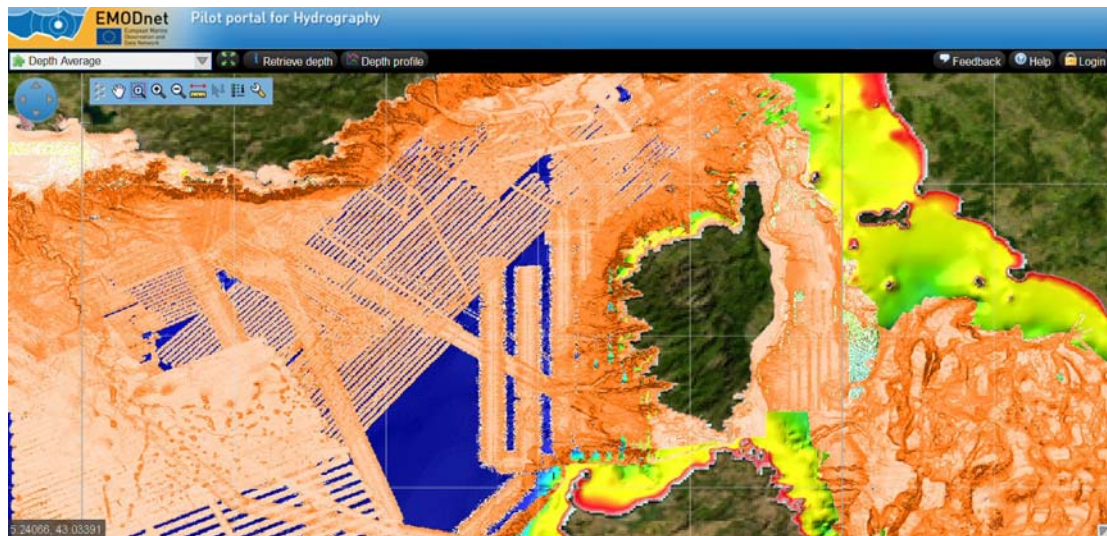 EMODnet
European Marine
Observation and
Data Network
Pilot portal for Hydrography
Depth Average
Retrieve depth
Depth profile
Feedback
Help
Login
5.24066, 43.03391